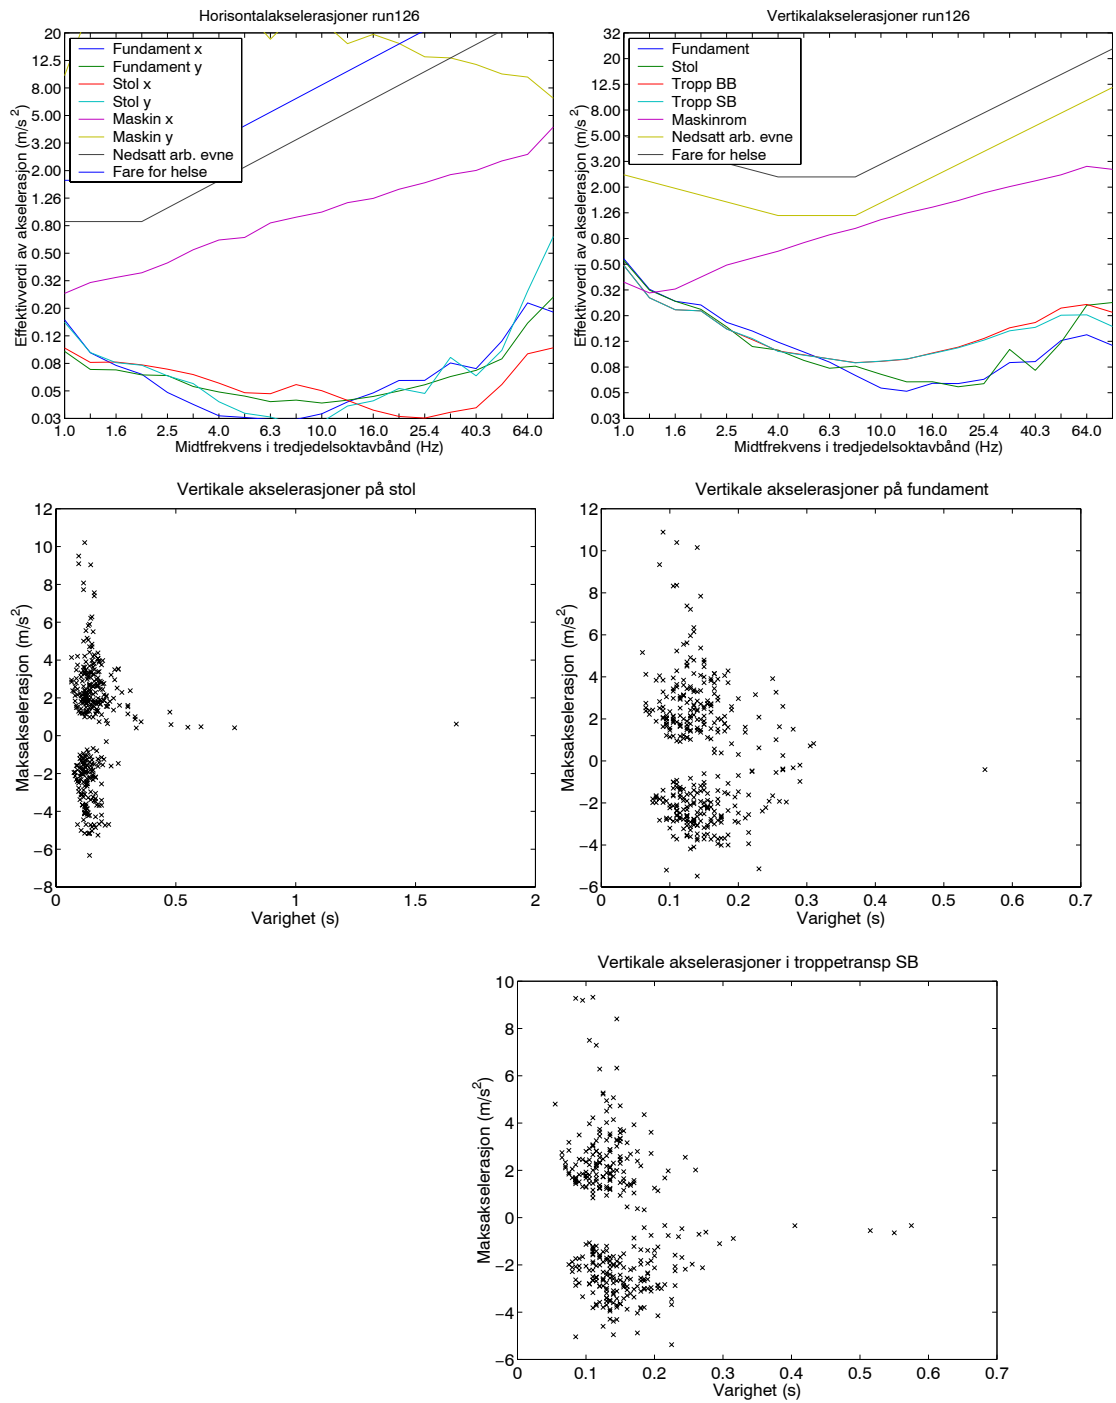 Horisontalakselerasjoner run126
Effektivverdi av akselerasjon (m/s²)
20
12.5
8.00
5.00
3.20
2.00
1.26
0.80
0.50
0.32
0.20
0.12
0.08
0.05
0.03
Fundament x
Fundament y
Stol x
Stol y
Maskin x
Maskin y
Nedsatt arb. evne
Fare for helse
1.0 1.6 2.5 4.0 6.3 10.0 16.0 25.4 40.3 64.0
Midtfrekvens i tredjedelsoktavbånd (Hz)
Vertikalakselerasjoner run126
Effektivverdi av akselerasjon (m/s²)
32
20
12.5
8.00
5.00
3.20
2.00
1.26
0.80
0.50
0.32
0.20
0.12
0.08
0.05
0.03
Fundament
Stol
Tropp BB
Tropp SB
Maskinrom
Nedsatt arb. evne
Fare for helse
1.0 1.6 2.5 4.0 6.3 10.0 16.0 25.4 40.3 64.0
Midtfrekvens i tredjedelsoktavbånd (Hz)
Vertikale akselerasjoner på stol
Maksakselerasjon (m/s²)
12
10
8
6
4
2
0
−2
−4
−6
−8
0 0.5 1 1.5 2
Varighet (s)
Vertikale akselerasjoner på fundament
Maksakselerasjon (m/s²)
12
10
8
6
4
2
0
−2
−4
−6
0 0.1 0.2 0.3 0.4 0.5 0.6 0.7
Varighet (s)
Vertikale akselerasjoner i troppetransp SB
Maksakselerasjon (m/s²)
10
8
6
4
2
0
−2
−4
−6
0 0.1 0.2 0.3 0.4 0.5 0.6 0.7
Varighet (s)